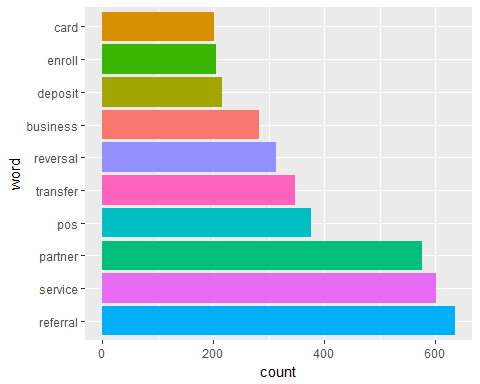 card
enroll
deposit
business
reversal
transfer
pos
partner
service
referral
word
0 200 400 600
count